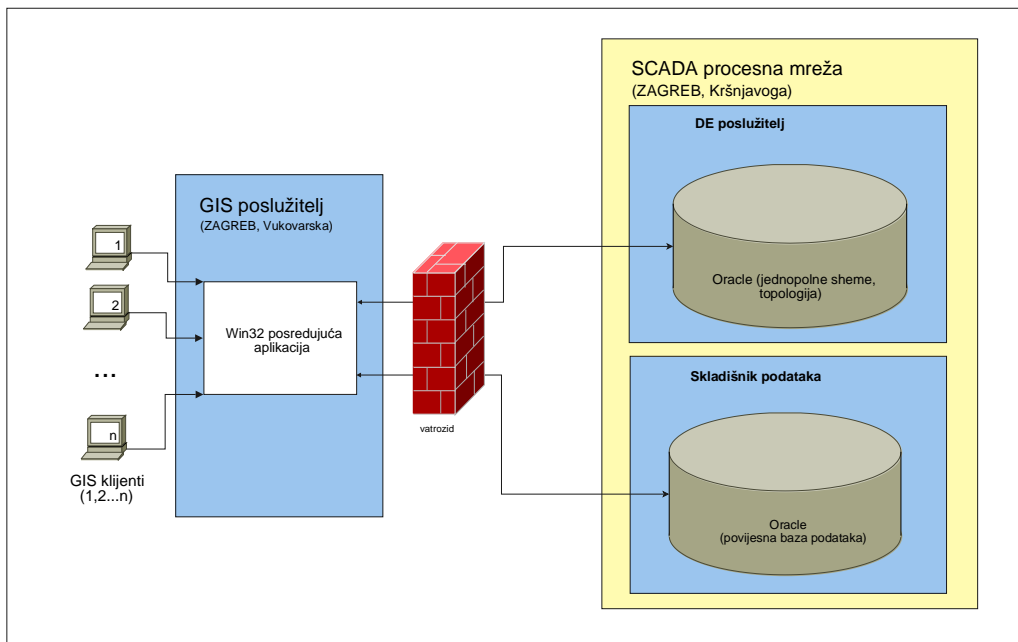 SCADA procesna mreža
(ZAGREB, Kršnjavoga)
DE poslužitelj
Oracle (jednopolne sheme,
topologija)
GIS poslužitelj
(ZAGREB, Vukovarska)
1
2
...
n
GIS klijenti
(1,2...n)
Win32 posredujuća
aplikacija
vatrozid
Skladišnik podataka
Oracle
(povijesna baza podataka)